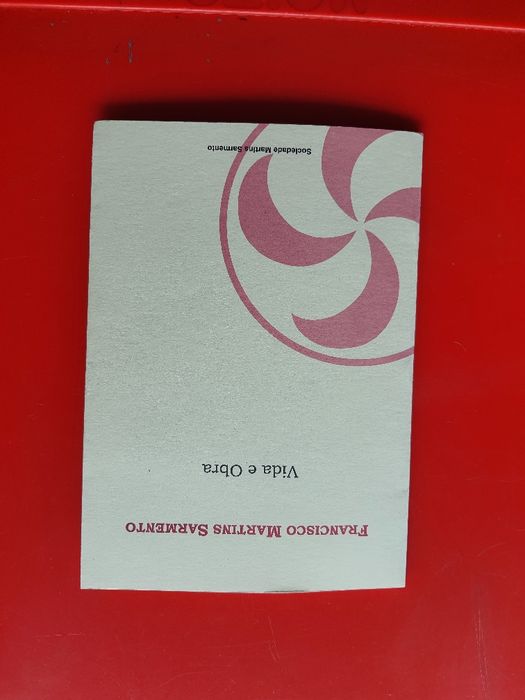 FRANCISCO MARTINS SARMENTO
Vida e Obra
Sociedade Martins Sarmento